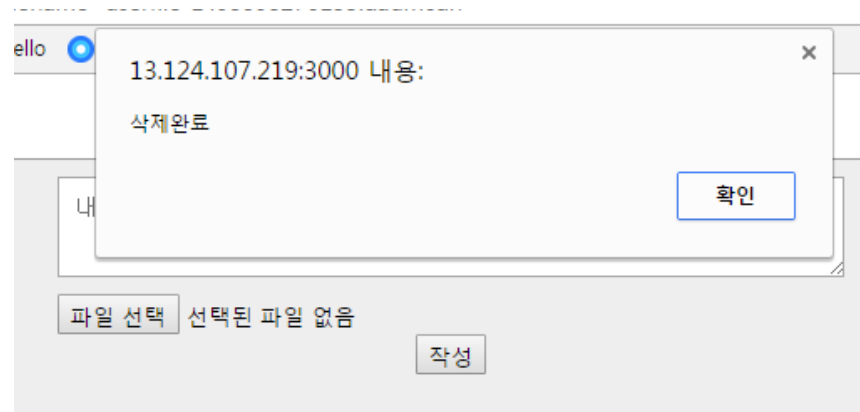 ello
13.124.107.219:3000 내용:
삭제완료
확인
내
파일 선택 선택된 파일 없음
작성